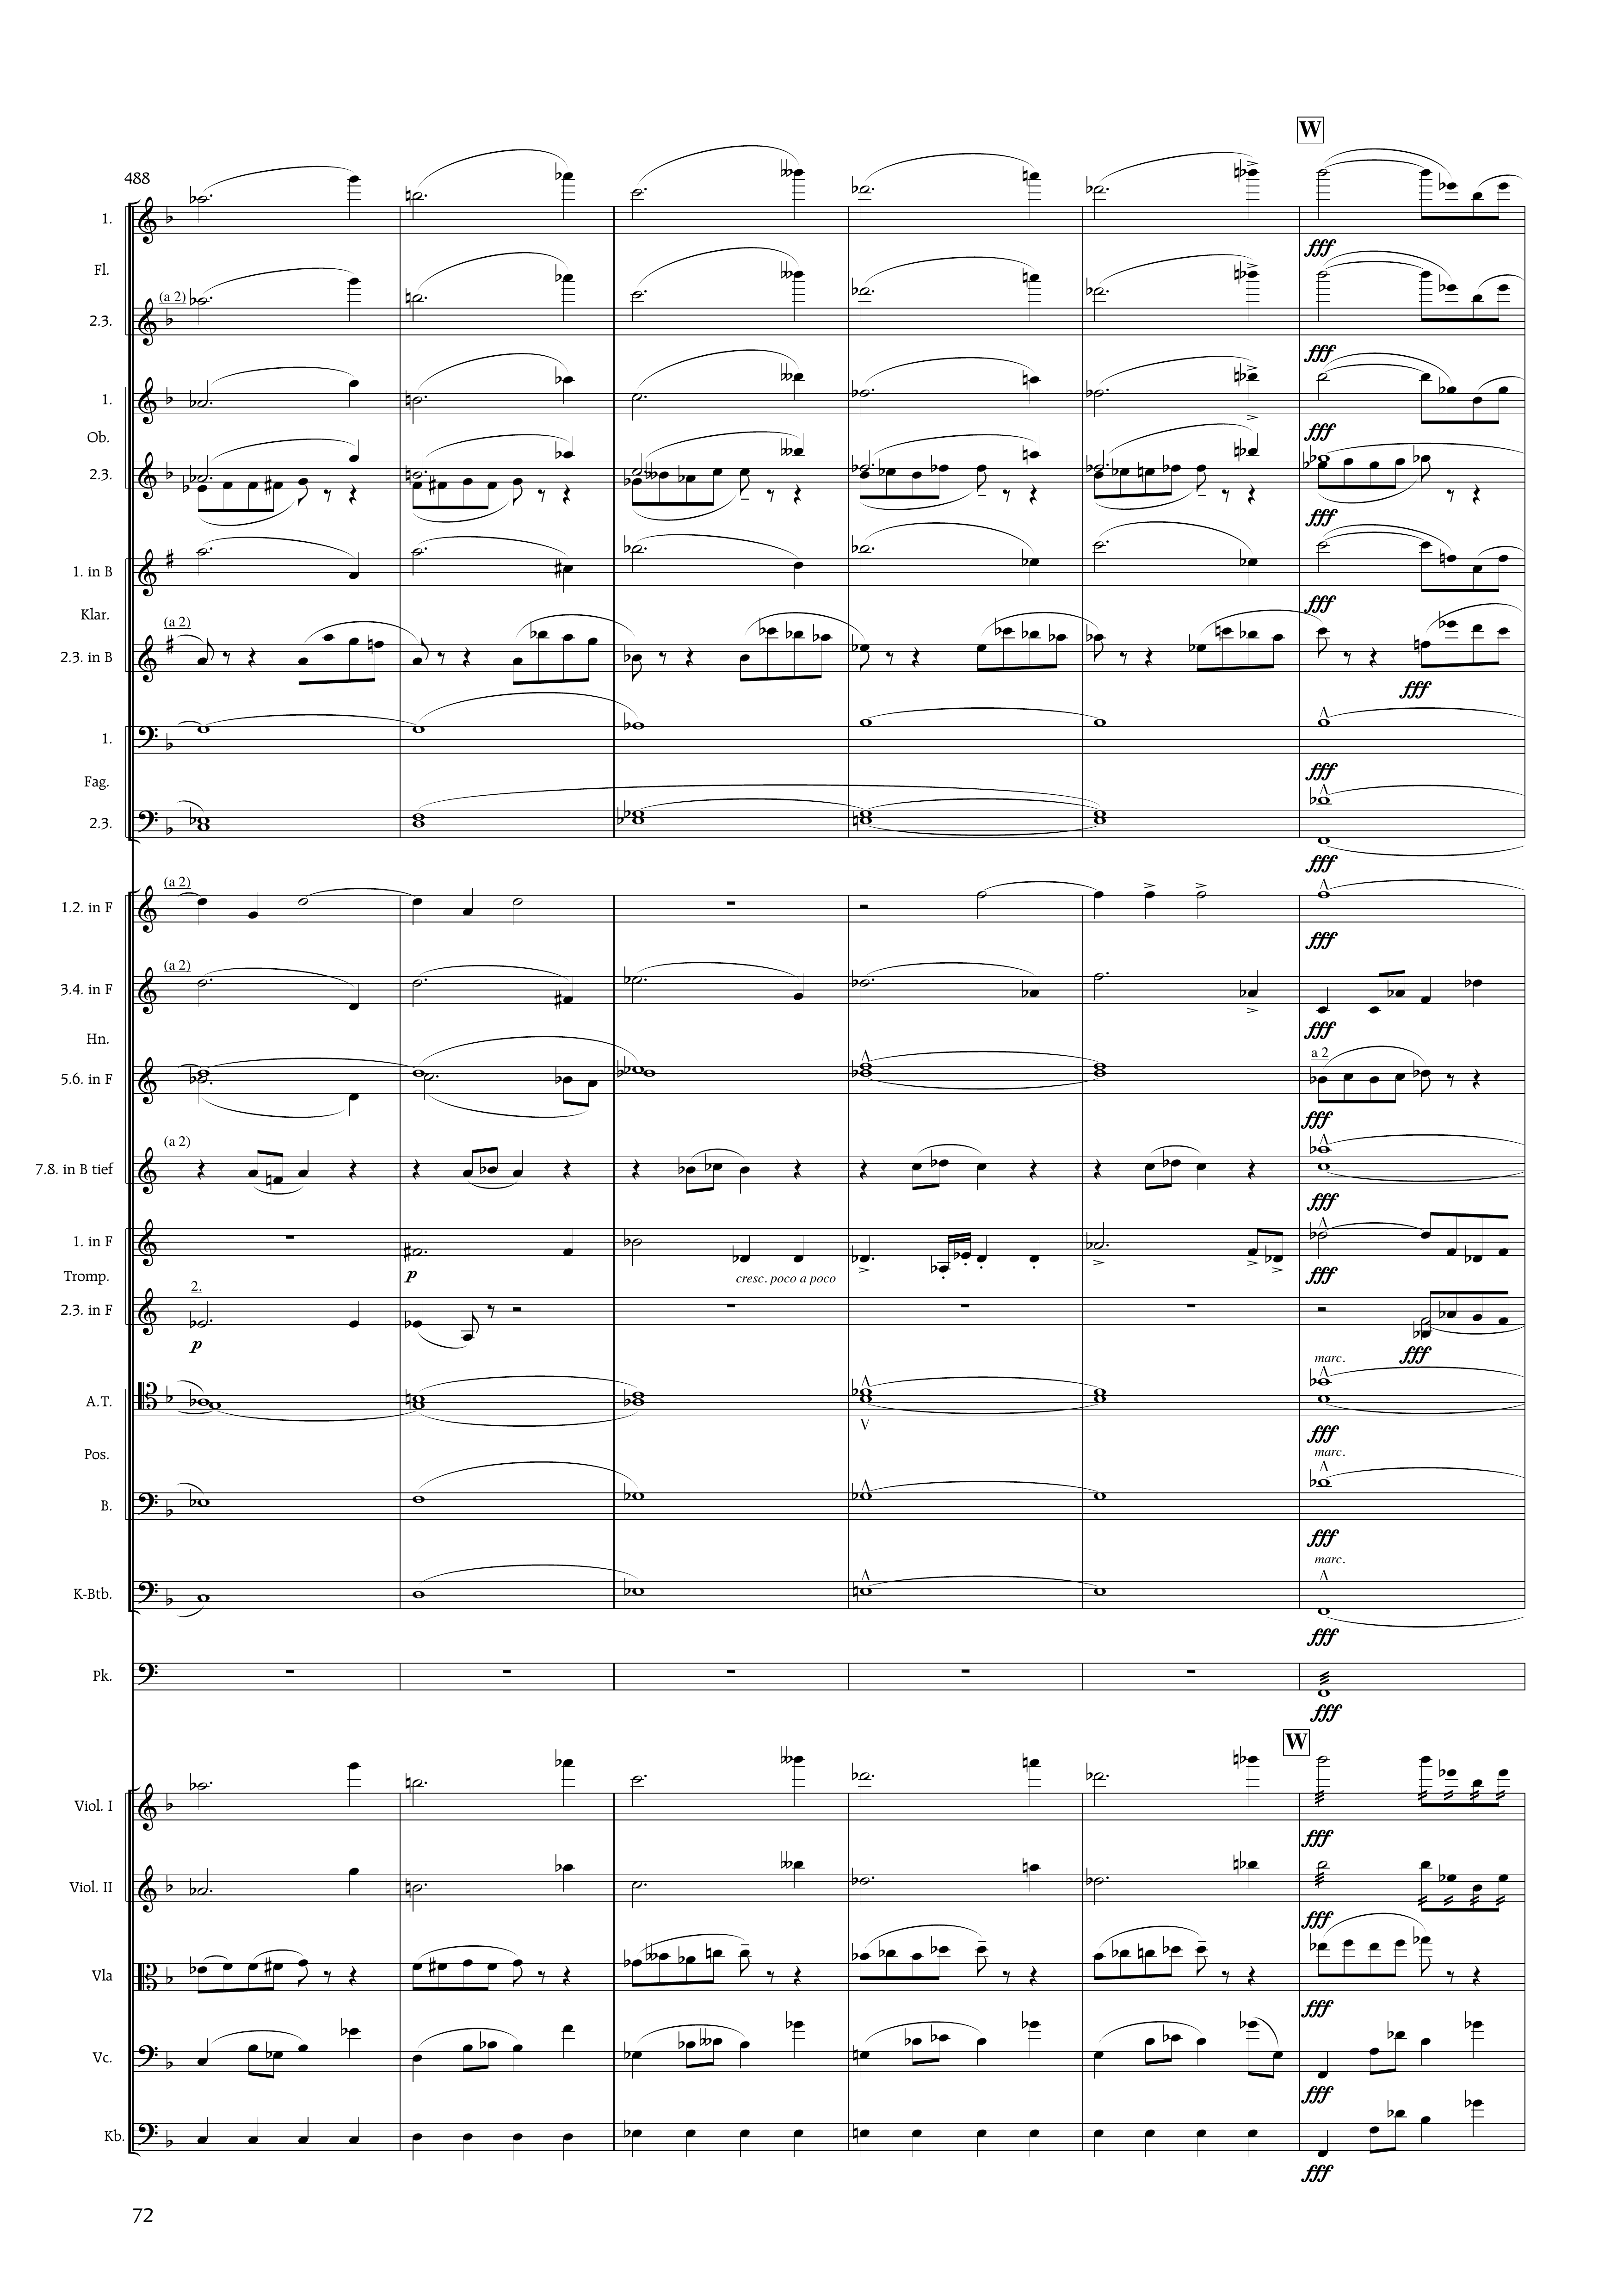 W
488
1.
fff
Fl.
(a 2)
2.3.
fff
1.
fff
Ob.
2.3.
fff
1. in B
fff
Klar.
(a 2)
2.3. in B
fff
1.
fff
Fag.
2.3.
fff
(a 2)
1.2. in F
fff
(a 2)
3.4. in F
fff
Hn.
a 2
5.6. in F
fff
(a 2)
7.8. in B tief
fff
1. in F
p
cresc. poco a poco
fff
Tromp.
2.
2.3. in F
p
fff
marc.
A.T.
fff
marc.
Pos.
B.
fff
marc.
K-Btb.
fff
Pk.
fff
W
Viol. I
fff
Viol. II
fff
Vla
fff
Vc.
fff
Kb.
fff
72